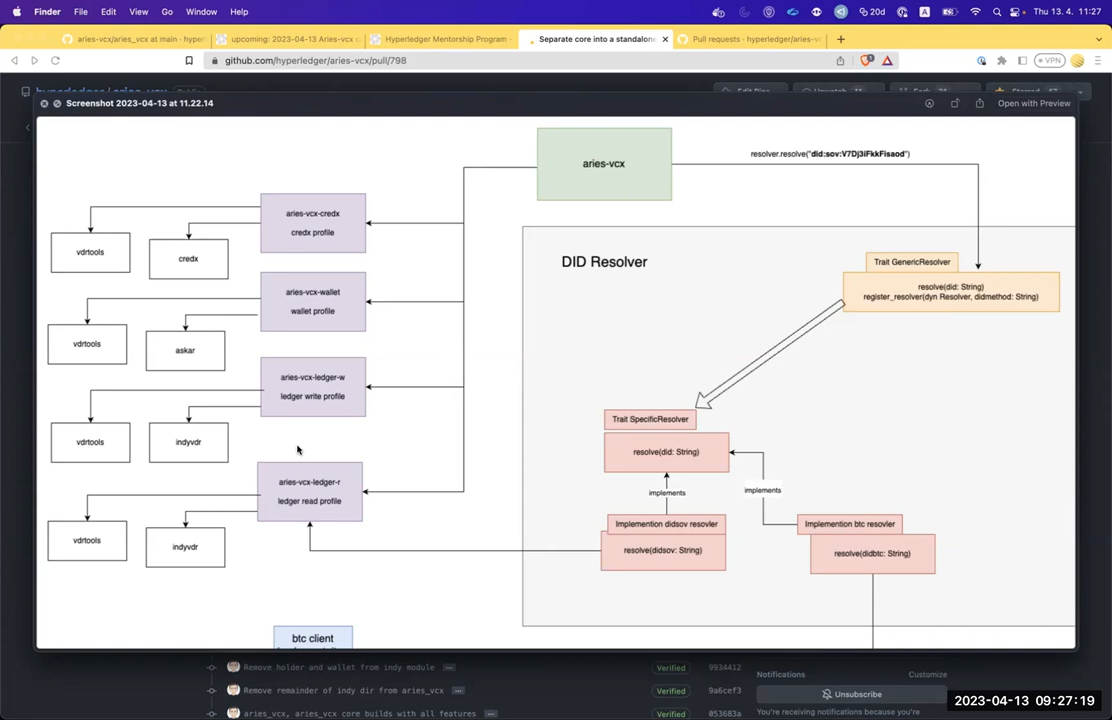 Finder File Edit View Go Window Help
20d A Thu 13. 4. 11:27
aries-vcx/aries_vcx at main · hyper
upcoming: 2023-04-13 Aries-vcx c
Hyperledger Mentorship Program -
Separate core into a standalon
Pull requests · hyperledger/aries-vc
github.com/hyperledger/aries-vcx/pull/798
VPN
Screenshot 2023-04-13 at 11.22.14
Open with Preview
aries-vcx
resolver.resolve("did:sov:V7Dj3iFkkFisaod")
aries-vcx-credx
credx profile
vdrtools
credx
DID Resolver
Trait GenericResolver
resolve(did: String)
register_resolver(dyn Resolver, didmethod: String)
aries-vcx-wallet
wallet profile
vdrtools
askar
aries-vcx-ledger-w
ledger write profile
vdrtools
indyvdr
Trait SpecificResolver
resolve(did: String)
implements
implements
aries-vcx-ledger-r
ledger read profile
vdrtools
indyvdr
Implemention didsov resovler
resolve(didsov: String)
Implemention btc resovler
resolve(didbtc: String)
btc client
Remove holder and wallet from indy module
Verified
9934412
Remove remainder of indy dir from aries_vcx
Verified
9a6cef3
aries_vcx, aries_vcx core builds with all features
Verified
053683a
Notifications
Customize
Unsubscribe
You're receiving notifications because you're
2023-04-13 09:27:19